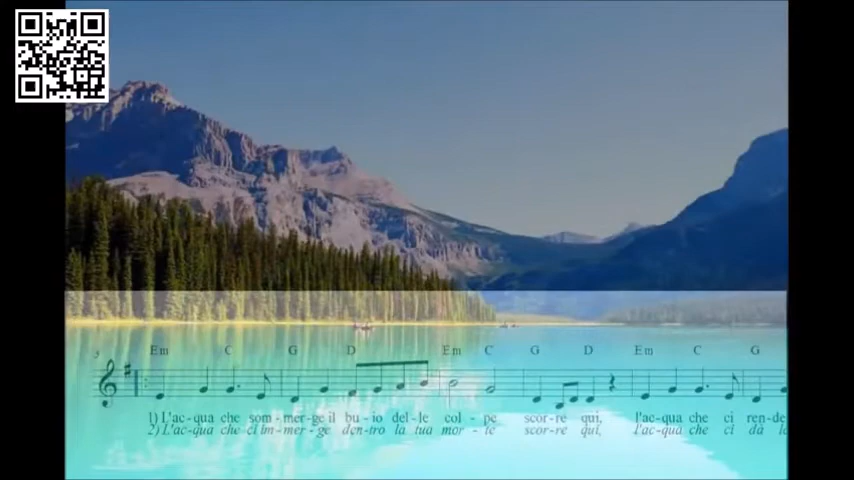 Em C G D Em C G D Em C G
1) L'ac-qua che som-mer-ge il bu-io del-le col-pe scor-re qui, l'ac-qua che ci ren-de
2) L'ac-qua che ci im-mer-ge den-tro la tua mor-te scor-re qui, l'ac-qua che ci dà